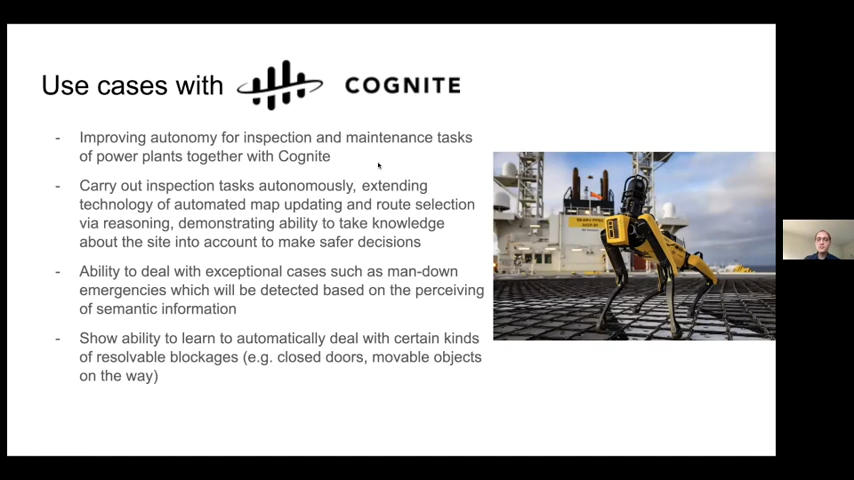 Use cases with COGNITE
- Improving autonomy for inspection and maintenance tasks
of power plants together with Cognite
- Carry out inspection tasks autonomously, extending
technology of automated map updating and route selection
via reasoning, demonstrating ability to take knowledge
about the site into account to make safer decisions
- Ability to deal with exceptional cases such as man-down
emergencies which will be detected based on the perceiving
of semantic information
- Show ability to learn to automatically deal with certain kinds
of resolvable blockages (e.g. closed doors, movable objects
on the way)